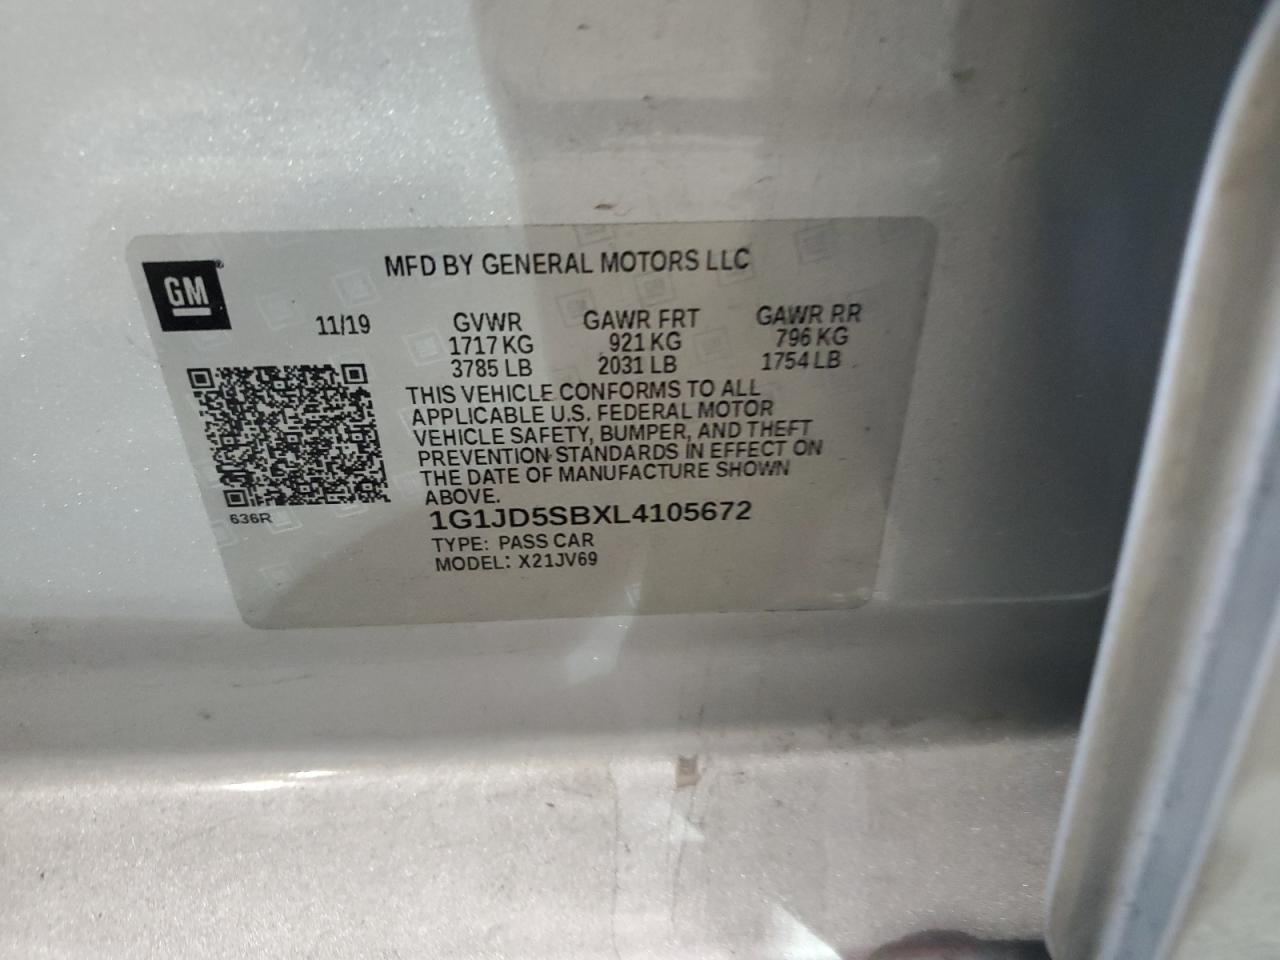 GM®
MFD BY GENERAL MOTORS LLC
11/19 GVWR GAWR FRT GAWR RR
1717 KG 921 KG 796 KG
3785 LB 2031 LB 1754 LB
THIS VEHICLE CONFORMS TO ALL
APPLICABLE U.S. FEDERAL MOTOR
VEHICLE SAFETY, BUMPER, AND THEFT
PREVENTION STANDARDS IN EFFECT ON
THE DATE OF MANUFACTURE SHOWN
ABOVE.
636R
1G1JD5SBXL4105672
TYPE: PASS CAR
MODEL: X21JV69